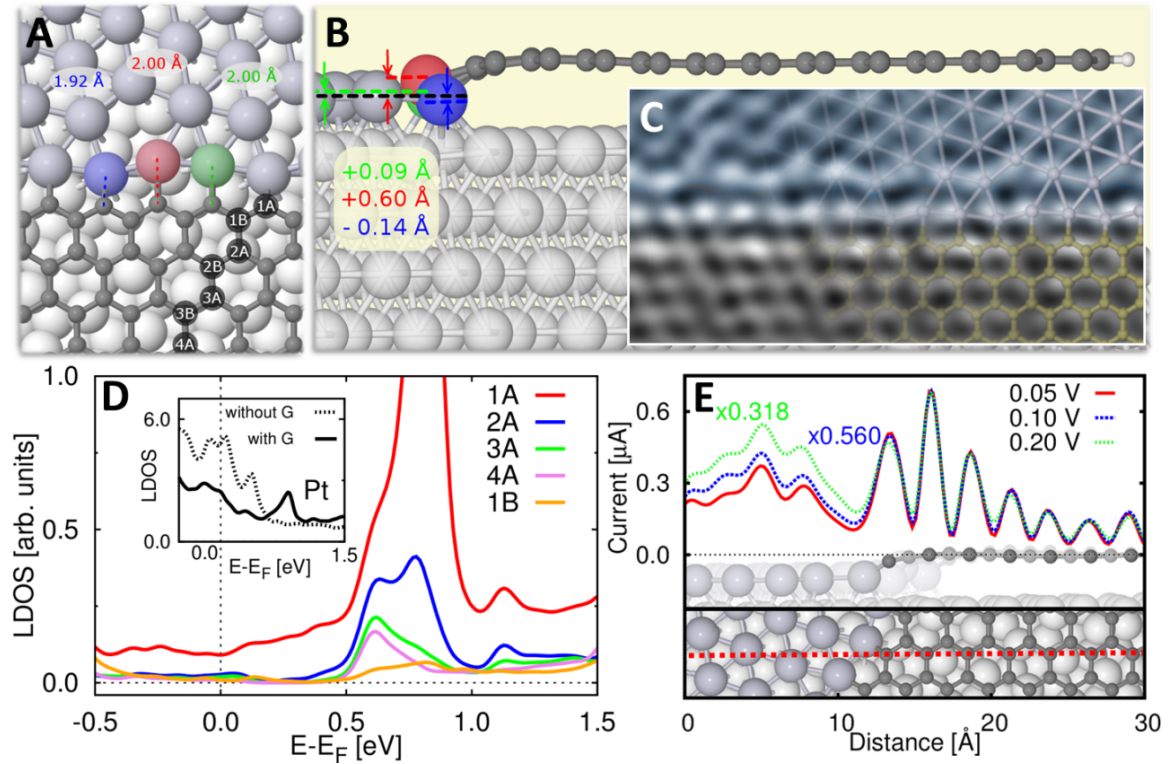 A
1.92 Å
2.00 Å
2.00 Å
1A
1B
2A
2B
3A
3B
4A
B
+0.09 Å
+0.60 Å
- 0.14 Å
C
D
LDOS [arb. units]
1.0
0.5
0.0
-0.5
0.0
0.5
1.0
1.5
E-E_F [eV]
1A
2A
3A
4A
1B
LDOS
6.0
0.0
without G
with G
Pt
0.0
1.5
E-E_F [eV]
E
Current [µA]
0.6
0.3
0.0
x0.318
x0.560
0.05 V
0.10 V
0.20 V
0
10
20
30
Distance [Å]